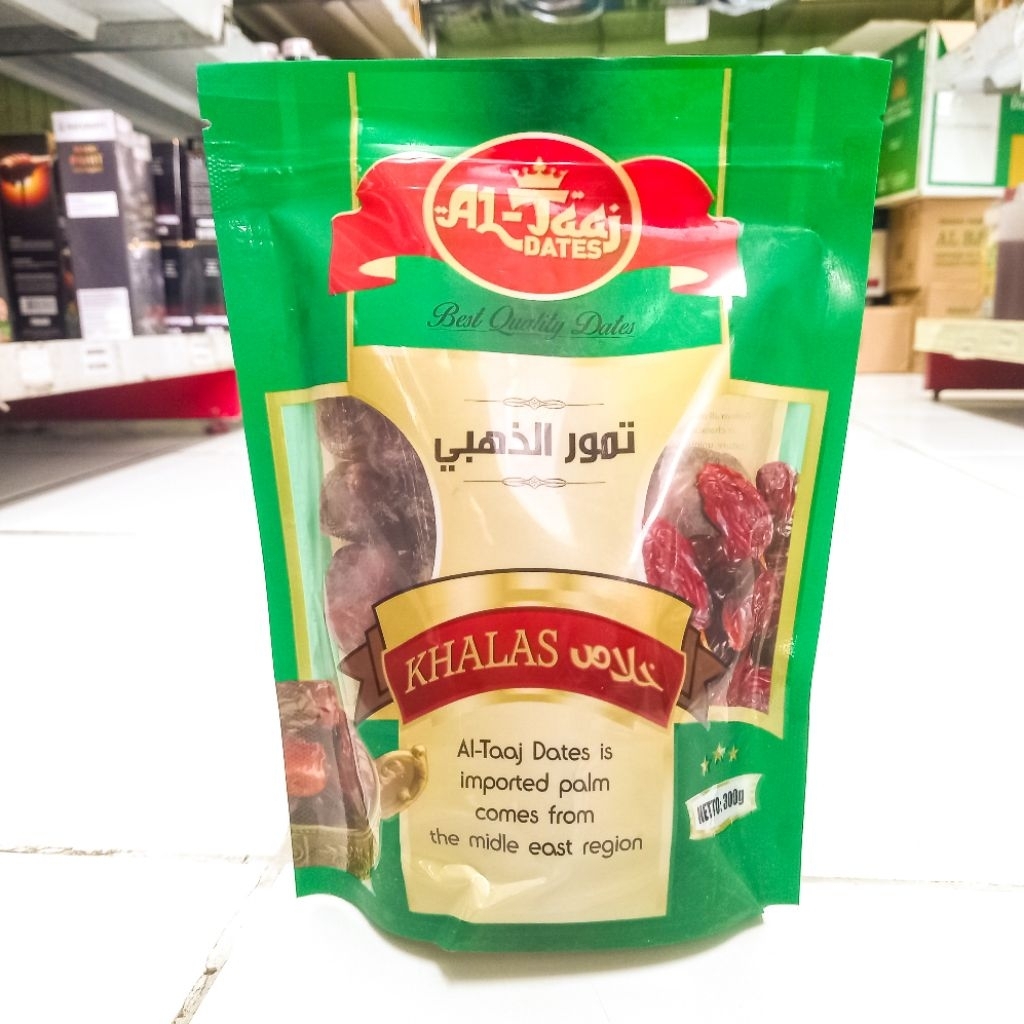 AL-Taaj
DATES
Best Quality Dates
تمور الذهبي
KHALAS خلاص
Al-Taaj Dates is
imported palm
comes from
the midle east region
NETTO: 300g